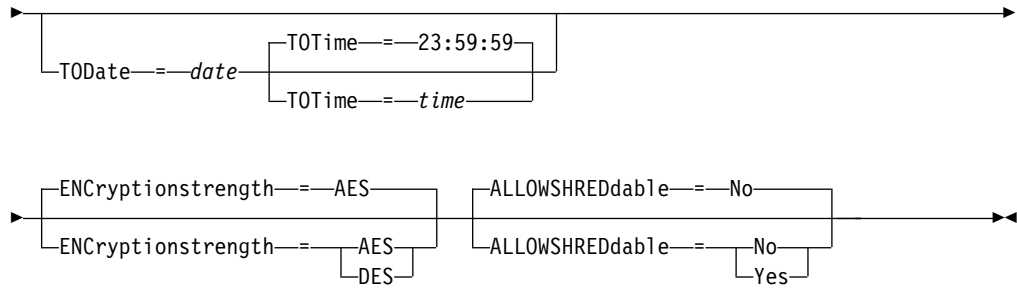 TOTime = 23:59:59
TODate = date
TOTime = time
ENCryptionstrength = AES ALLOWSHREDdable = No
ENCryptionstrength = AES ALLOWSHREDdable = No
DES Yes